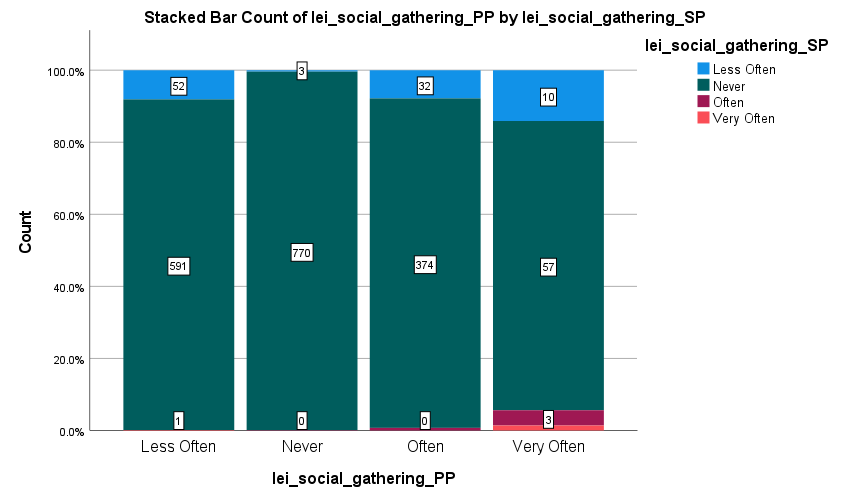 Stacked Bar Count of lei_social_gathering_PP by lei_social_gathering_SP
lei_social_gathering_SP
Less Often
Never
Often
Very Often
Count
100.0%
80.0%
60.0%
40.0%
20.0%
0.0%
52
3
32
10
591
770
374
57
1
0
0
3
Less Often
Never
Often
Very Often
lei_social_gathering_PP